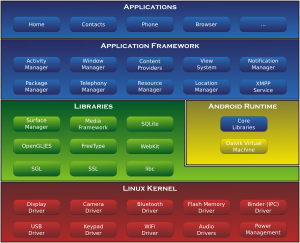 APPLICATIONS
Home
Contacts
Phone
Browser
...
APPLICATION FRAMEWORK
Activity
Manager
Window
Manager
Content
Providers
View
System
Notification
Manager
Package
Manager
Telephony
Manager
Resource
Manager
Location
Manager
XMPP
Service
LIBRARIES
Surface
Manager
Media
Framework
SQLite
OpenGL|ES
FreeType
WebKit
SGL
SSL
libc
ANDROID RUNTIME
Core
Libraries
Dalvik Virtual
Machine
LINUX KERNEL
Display
Driver
Camera
Driver
Bluetooth
Driver
Flash Memory
Driver
Binder (IPC)
Driver
USB
Driver
Keypad
Driver
WiFi
Driver
Audio
Drivers
Power
Management